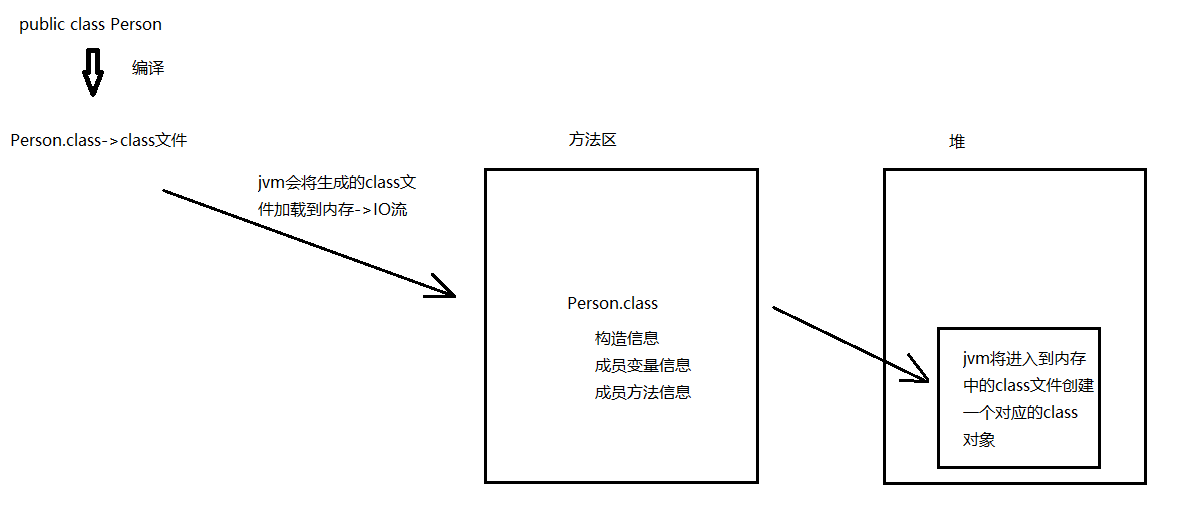 public class Person
编译
Person.class->class文件
方法区
堆
jvm会将生成的class文
件加载到内存->IO流
Person.class
构造信息
成员变量信息
成员方法信息
jvm将进入到内存
中的class文件创建
一个对应的class
对象